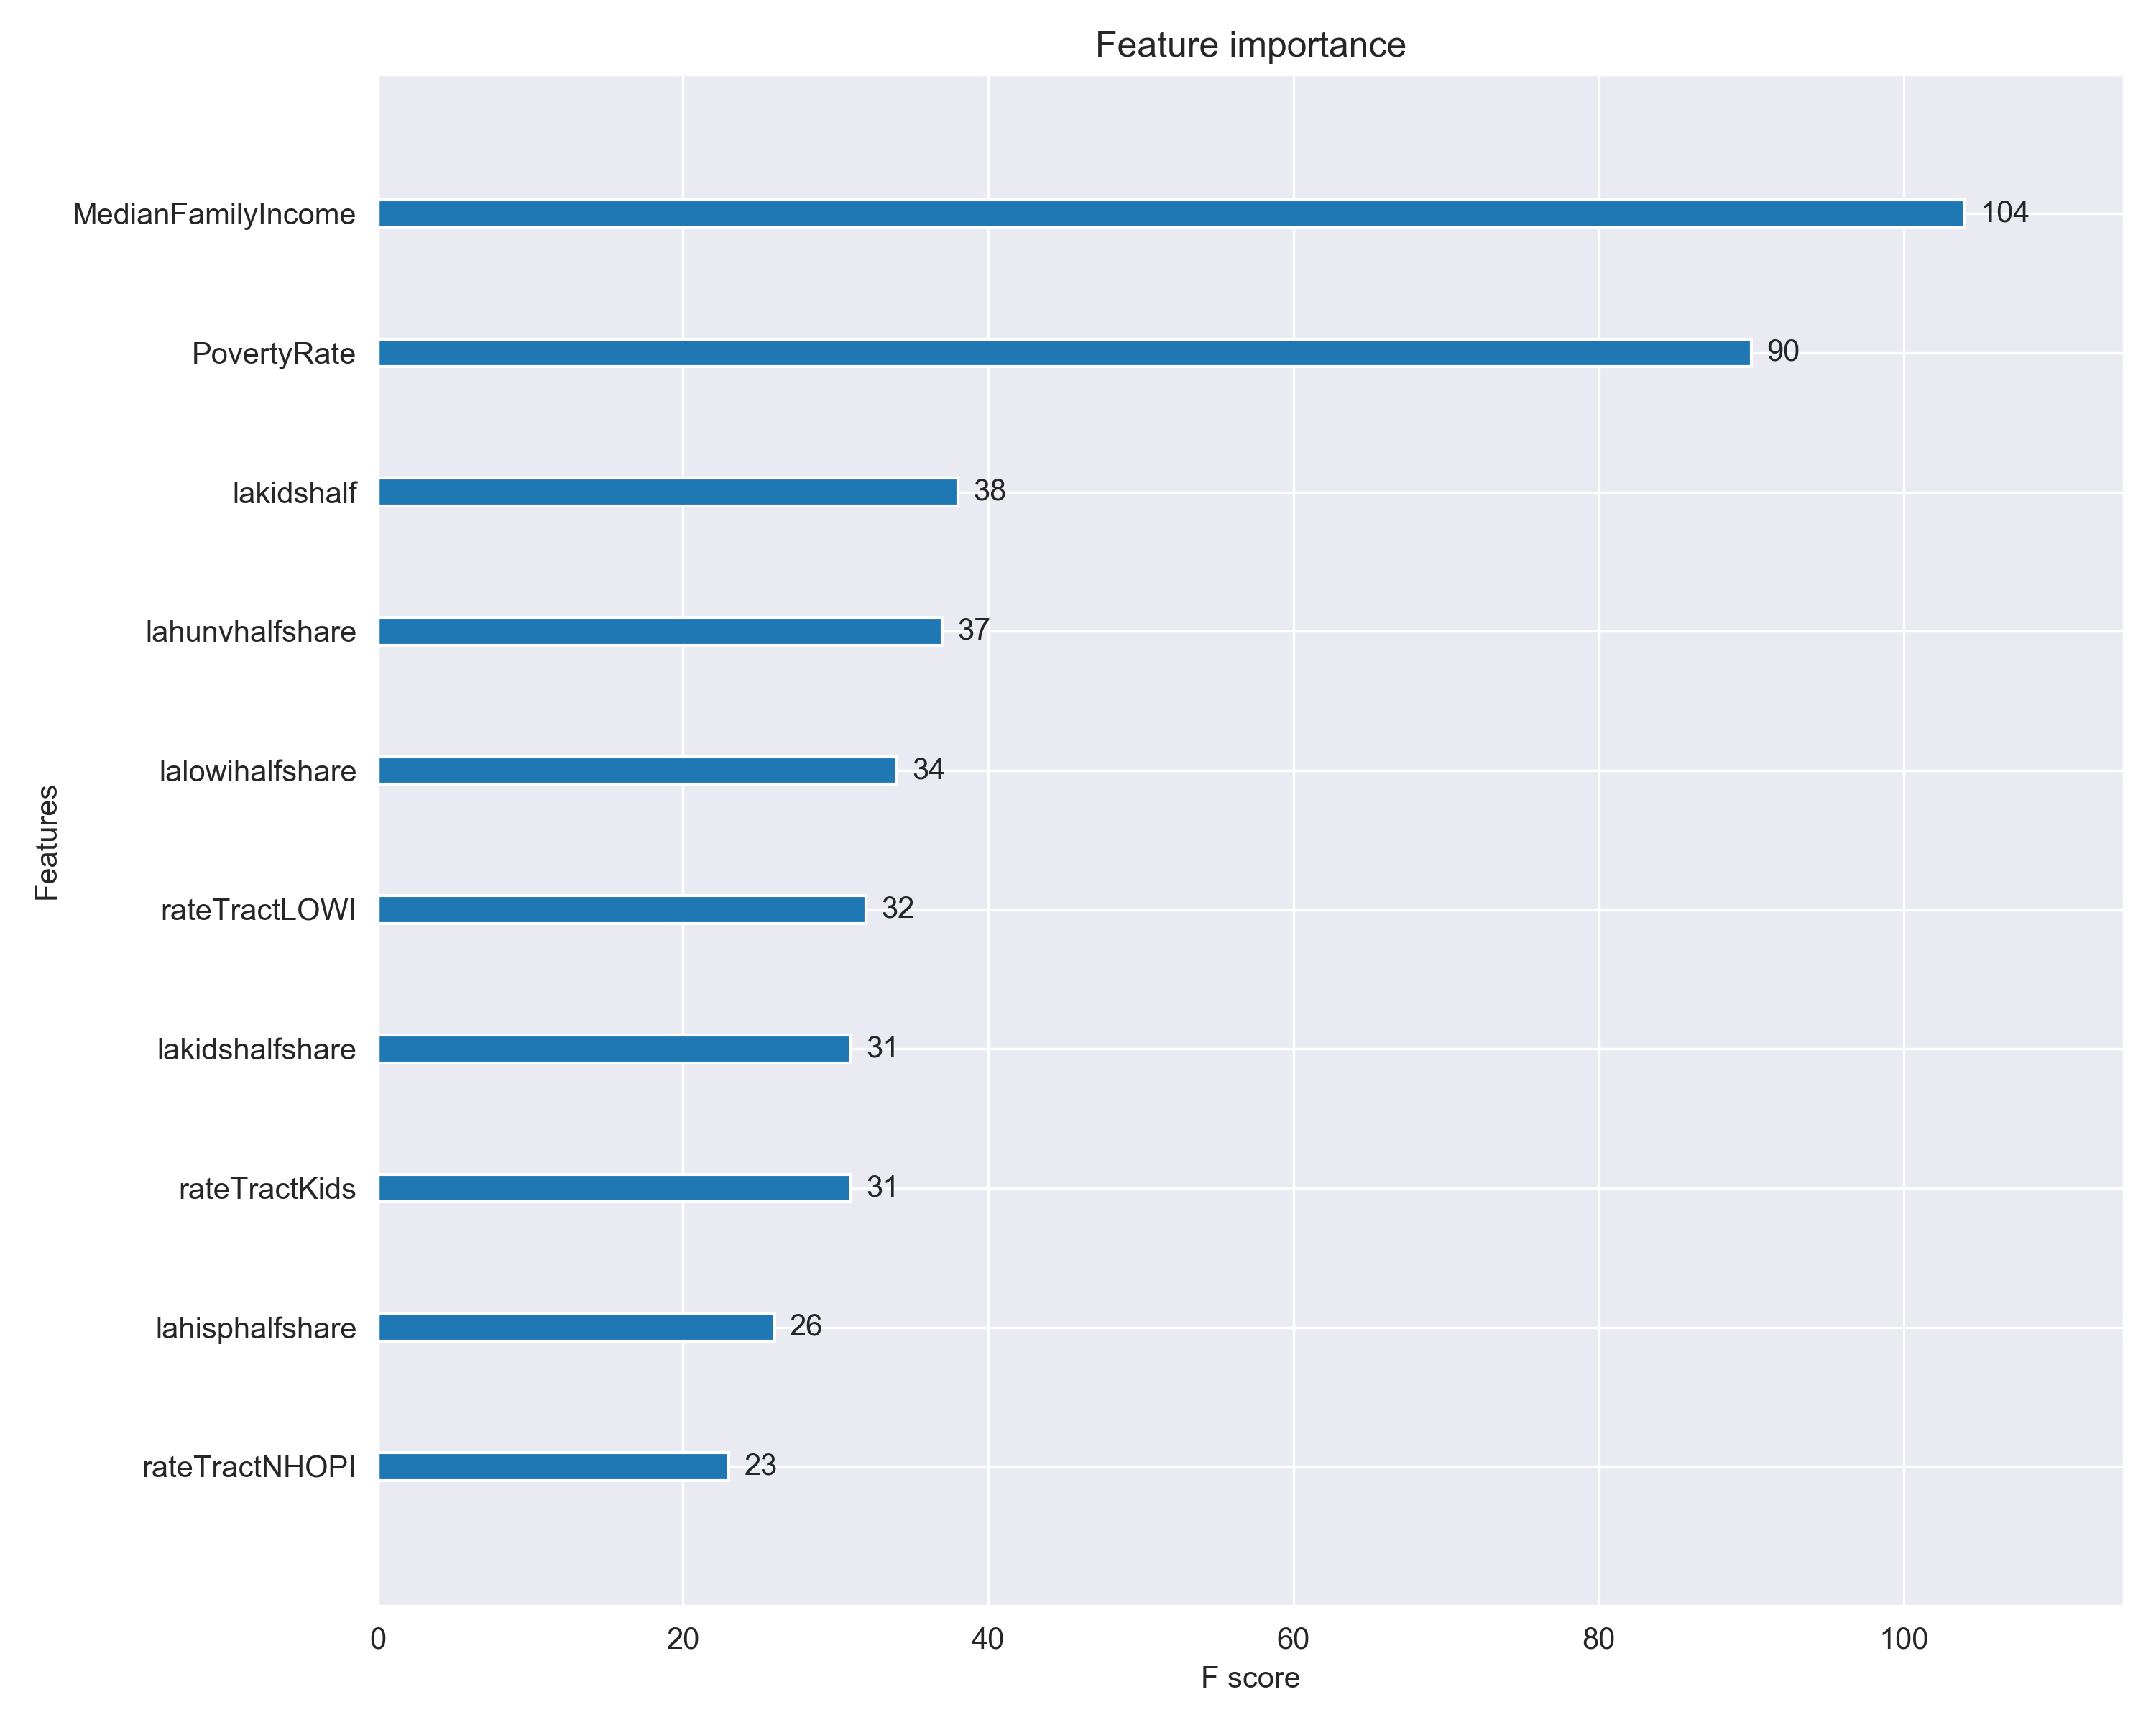 Feature importance
MedianFamilyIncome 104
PovertyRate 90
lakidshalf 38
lahunvhalfshare 37
lalowihalfshare 34
rateTractLOWI 32
lakidshalfshare 31
rateTractKids 31
lahisphalfshare 26
rateTractNHOPI 23
Features
0 20 40 60 80 100
F score